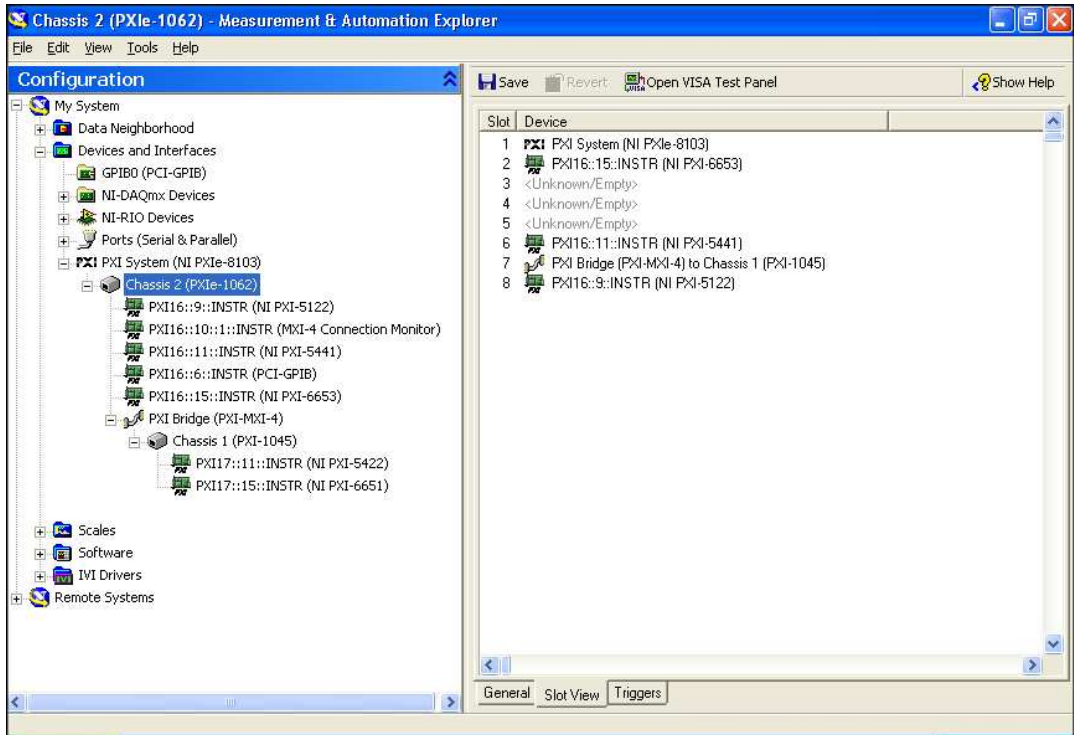 Chassis 2 (PXIe-1062) - Measurement & Automation Explorer
File Edit View Tools Help
Configuration
My System
Data Neighborhood
Devices and Interfaces
GPIB0 (PCI-GPIB)
NI-DAQmx Devices
NI-RIO Devices
Ports (Serial & Parallel)
PXI PXI System (NI PXIe-8103)
Chassis 2 (PXIe-1062)
PXI16::9::INSTR (NI PXI-5122)
PXI16::10::1::INSTR (MXI-4 Connection Monitor)
PXI16::11::INSTR (NI PXI-5441)
PXI16::6::INSTR (PCI-GPIB)
PXI16::15::INSTR (NI PXI-6653)
PXI Bridge (PXI-MXI-4)
Chassis 1 (PXI-1045)
PXI17::11::INSTR (NI PXI-5422)
PXI17::15::INSTR (NI PXI-6651)
Scales
Software
IVI Drivers
Remote Systems
Save Revert Open VISA Test Panel Show Help
Slot Device
1 PXI PXI System (NI PXIe-8103)
2 PXI16::15::INSTR (NI PXI-6653)
3 <Unknown/Empty>
4 <Unknown/Empty>
5 <Unknown/Empty>
6 PXI16::11::INSTR (NI PXI-5441)
7 PXI Bridge (PXI-MXI-4) to Chassis 1 (PXI-1045)
8 PXI16::9::INSTR (NI PXI-5122)
General Slot View Triggers